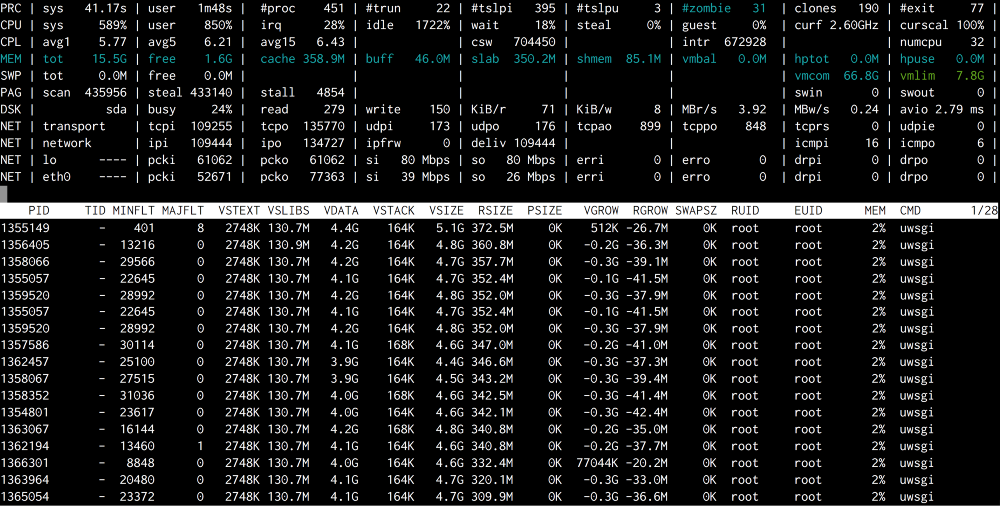 PRC | sys 41.17s | user 1m48s | #proc 451 | #trun 22 | #tslpi 395 | #tslpu 3 | #zombie 31 | clones 190 | #exit 77
CPU | sys 589% | user 850% | irq 28% | idle 1722% | wait 18% | steal 0% | guest 0% | curf 2.60GHz | curscal 100%
CPL | avg1 5.77 | avg5 6.21 | avg15 6.43 | | csw 704450 | | intr 672928 | | numcpu 32
MEM | tot 15.5G | free 1.6G | cache 358.9M | buff 46.0M | slab 350.2M | shmem 85.1M | vmbal 0.0M | hptot 0.0M | hpuse 0.0M
SWP | tot 0.0M | free 0.0M | | | | | | vmcom 66.8G | vmlim 7.8G
PAG | scan 435956 | steal 433140 | stall 4854 | | | | | swin 0 | swout 0
DSK | sda | busy 24% | read 279 | write 150 | KiB/r 71 | KiB/w 8 | MBr/s 3.92 | MBw/s 0.24 | avio 2.79 ms
NET | transport | tcpi 109255 | tcpo 135770 | udpi 173 | udpo 176 | tcpao 899 | tcppo 848 | tcprs 0 | udpie 0
NET | network | ipi 109444 | ipo 134727 | ipfrw 0 | deliv 109444 | | | icmpi 16 | icmpo 6
NET | lo ---- | pcki 61062 | pcko 61062 | si 80 Mbps | so 80 Mbps | erri 0 | erro 0 | drpi 0 | drpo 0
NET | eth0 ---- | pcki 52671 | pcko 77363 | si 39 Mbps | so 26 Mbps | erri 0 | erro 0 | drpi 0 | drpo 0
PID TID MINFLT MAJFLT VSTEXT VSLIBS VDATA VSTACK VSIZE RSIZE PSIZE VGROW RGROW SWAPSZ RUID EUID MEM CMD 1/28
1355149 - 401 8 2748K 130.7M 4.4G 164K 5.1G 372.5M 0K 512K -26.7M 0K root root 2% uwsgi
1356405 - 13216 0 2748K 130.9M 4.2G 164K 4.8G 360.8M 0K -0.2G -36.3M 0K root root 2% uwsgi
1358066 - 29566 0 2748K 130.7M 4.2G 164K 4.7G 357.7M 0K -0.3G -39.1M 0K root root 2% uwsgi
1355057 - 22645 0 2748K 130.7M 4.1G 164K 4.7G 352.4M 0K -0.1G -41.5M 0K root root 2% uwsgi
1359520 - 28992 0 2748K 130.7M 4.2G 164K 4.8G 352.0M 0K -0.3G -37.9M 0K root root 2% uwsgi
1355057 - 22645 0 2748K 130.7M 4.1G 164K 4.7G 352.4M 0K -0.1G -41.5M 0K root root 2% uwsgi
1359520 - 28992 0 2748K 130.7M 4.2G 164K 4.8G 352.0M 0K -0.3G -37.9M 0K root root 2% uwsgi
1357586 - 30114 0 2748K 130.7M 4.1G 168K 4.6G 347.0M 0K -0.2G -41.0M 0K root root 2% uwsgi
1362457 - 25100 0 2748K 130.7M 3.9G 164K 4.4G 346.6M 0K -0.3G -37.3M 0K root root 2% uwsgi
1358067 - 27515 0 2748K 130.7M 3.9G 164K 4.5G 343.2M 0K -0.3G -39.4M 0K root root 2% uwsgi
1358352 - 31036 0 2748K 130.7M 4.0G 168K 4.6G 342.5M 0K -0.3G -41.4M 0K root root 2% uwsgi
1354801 - 23617 0 2748K 130.7M 4.0G 164K 4.6G 342.1M 0K -0.3G -42.4M 0K root root 2% uwsgi
1363067 - 16144 0 2748K 130.7M 4.2G 168K 4.8G 340.8M 0K -0.2G -35.0M 0K root root 2% uwsgi
1362194 - 13460 1 2748K 130.7M 4.1G 164K 4.6G 340.8M 0K -0.2G -37.7M 0K root root 2% uwsgi
1366301 - 8848 0 2748K 130.7M 4.0G 164K 4.6G 332.4M 0K 77044K -20.2M 0K root root 2% uwsgi
1363964 - 20480 0 2748K 130.7M 4.1G 164K 4.7G 320.1M 0K -0.3G -33.0M 0K root root 2% uwsgi
1365054 - 23372 0 2748K 130.7M 4.1G 164K 4.7G 309.9M 0K -0.3G -36.6M 0K root root 2% uwsgi